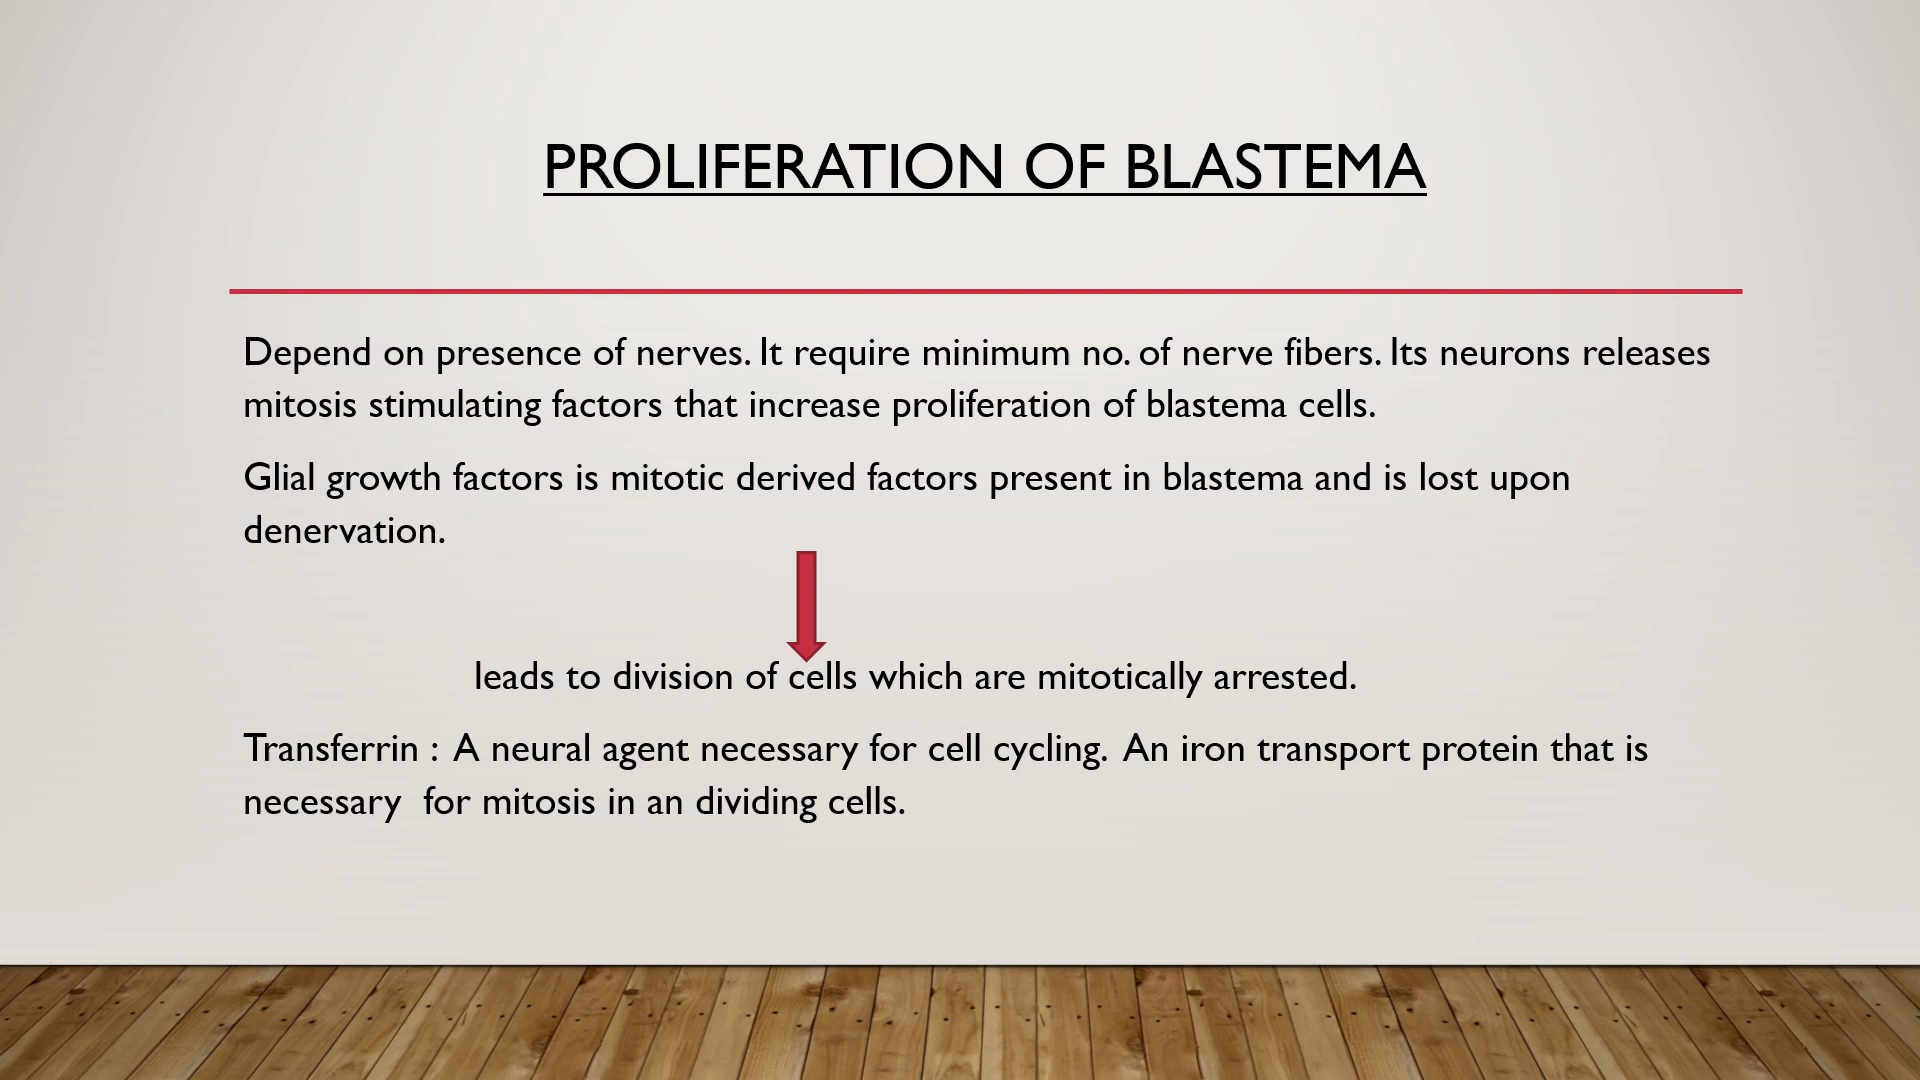 PROLIFERATION OF BLASTEMA
Depend on presence of nerves. It require minimum no. of nerve fibers. Its neurons releases
mitosis stimulating factors that increase proliferation of blastema cells.
Glial growth factors is mitotic derived factors present in blastema and is lost upon
denervation.
leads to division of cells which are mitotically arrested.
Transferrin : A neural agent necessary for cell cycling. An iron transport protein that is
necessary for mitosis in an dividing cells.